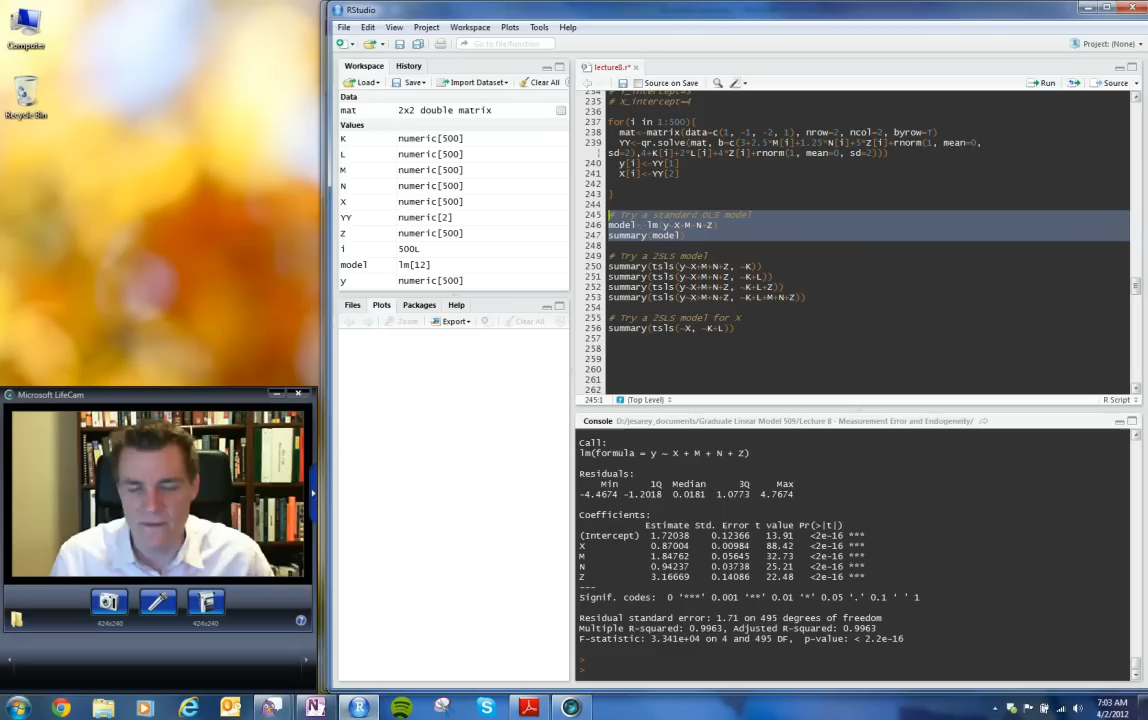 Computer
Recycle Bin
RStudio
File Edit View Project Workspace Plots Tools Help
Go to file/function
Project: (None)
Workspace History
Load Save Import Dataset Clear All
Data
mat 2x2 double matrix
Values
K numeric[500]
L numeric[500]
M numeric[500]
N numeric[500]
X numeric[500]
YY numeric[2]
Z numeric[500]
i 500L
model lm[12]
y numeric[500]
Files Plots Packages Help
Zoom Export Clear All
lecture8.r*
Source on Save Run Source
235 # X_intercept=4
236
237 for(i in 1:500){
238 mat<-matrix(data=c(1, -1, -2, 1), nrow=2, ncol=2, byrow=T)
239 YY<-qr.solve(mat, b=c(3+2.5*M[i]+1.25*N[i]+5*Z[i]+rnorm(1, mean=0,
sd=2),4+K[i]+2*L[i]+4*Z[i]+rnorm(1, mean=0, sd=2)))
240 y[i]<-YY[1]
241 X[i]<-YY[2]
242
243 }
244
245 # Try a standard OLS model
246 model<-lm(y~X+M+N+Z)
247 summary(model)
248
249 # Try a 2SLS model
250 summary(tsls(y~X+M+N+Z, ~K))
251 summary(tsls(y~X+M+N+Z, ~K+L))
252 summary(tsls(y~X+M+N+Z, ~K+L+Z))
253 summary(tsls(y~X+M+N+Z, ~K+L+M+N+Z))
254
255 # Try a 2SLS model for X
256 summary(tsls(~X, ~K+L))
257
258
259
260
261
262
245:1 (Top Level) R Script
Console D:/jesarey_documents/Graduate Linear Model 509/Lecture 8 - Measurement Error and Endogeneity/
Call:
lm(formula = y ~ X + M + N + Z)
Residuals:
Min 1Q Median 3Q Max
-4.4674 -1.2018 0.0181 1.0773 4.7674
Coefficients:
Estimate Std. Error t value Pr(>|t|)
(Intercept) 1.72038 0.12366 13.91 <2e-16 ***
X 0.87004 0.00984 88.42 <2e-16 ***
M 1.84762 0.05645 32.73 <2e-16 ***
N 0.94237 0.03738 25.21 <2e-16 ***
Z 3.16669 0.14086 22.48 <2e-16 ***
---
Signif. codes: 0 ‘***’ 0.001 ‘**’ 0.01 ‘*’ 0.05 ‘.’ 0.1 ‘ ’ 1
Residual standard error: 1.71 on 495 degrees of freedom
Multiple R-squared: 0.9963, Adjusted R-squared: 0.9963
F-statistic: 3.341e+04 on 4 and 495 DF, p-value: < 2.2e-16
>
>
Microsoft LifeCam
424x240 424x240
7:03 AM
4/2/2012